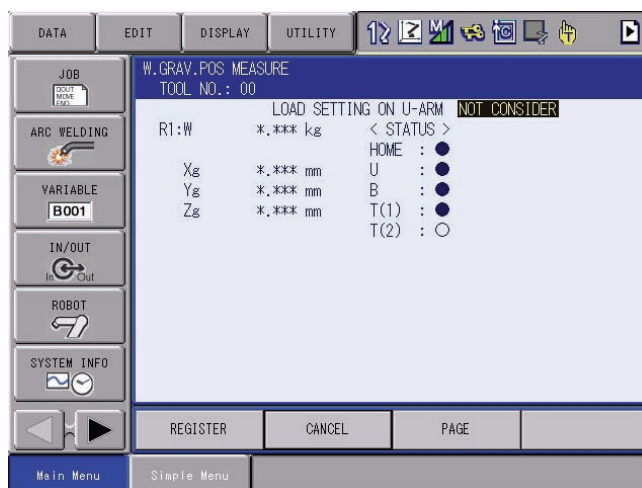 DATA EDIT DISPLAY UTILITY
JOB
DOUT
MOVE
END
ARC WELDING
VARIABLE
B001
IN/OUT
In Out
ROBOT
SYSTEM INFO
W.GRAV.POS MEASURE
TOOL NO.: 00
LOAD SETTING ON U-ARM NOT CONSIDER
R1:W *.*** kg < STATUS >
HOME : ●
Xg *.*** mm U : ●
Yg *.*** mm B : ●
Zg *.*** mm T(1) : ●
T(2) : ○
REGISTER CANCEL PAGE
Main Menu Simple Menu